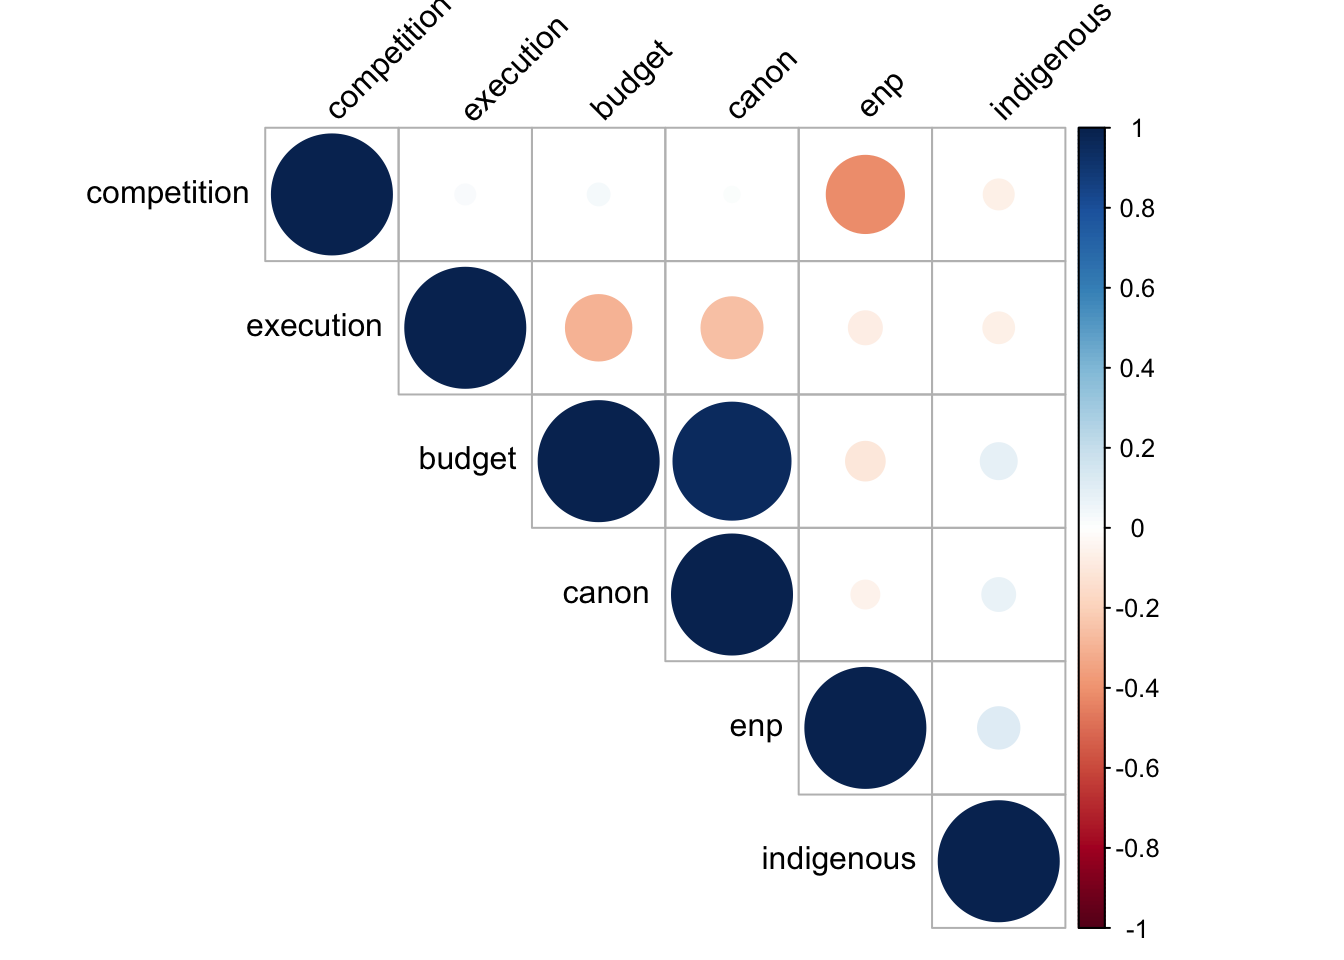 competition
execution
budget
canon
enp
indigenous
competition
execution
budget
canon
enp
indigenous
1
0.8
0.6
0.4
0.2
0
-0.2
-0.4
-0.6
-0.8
-1